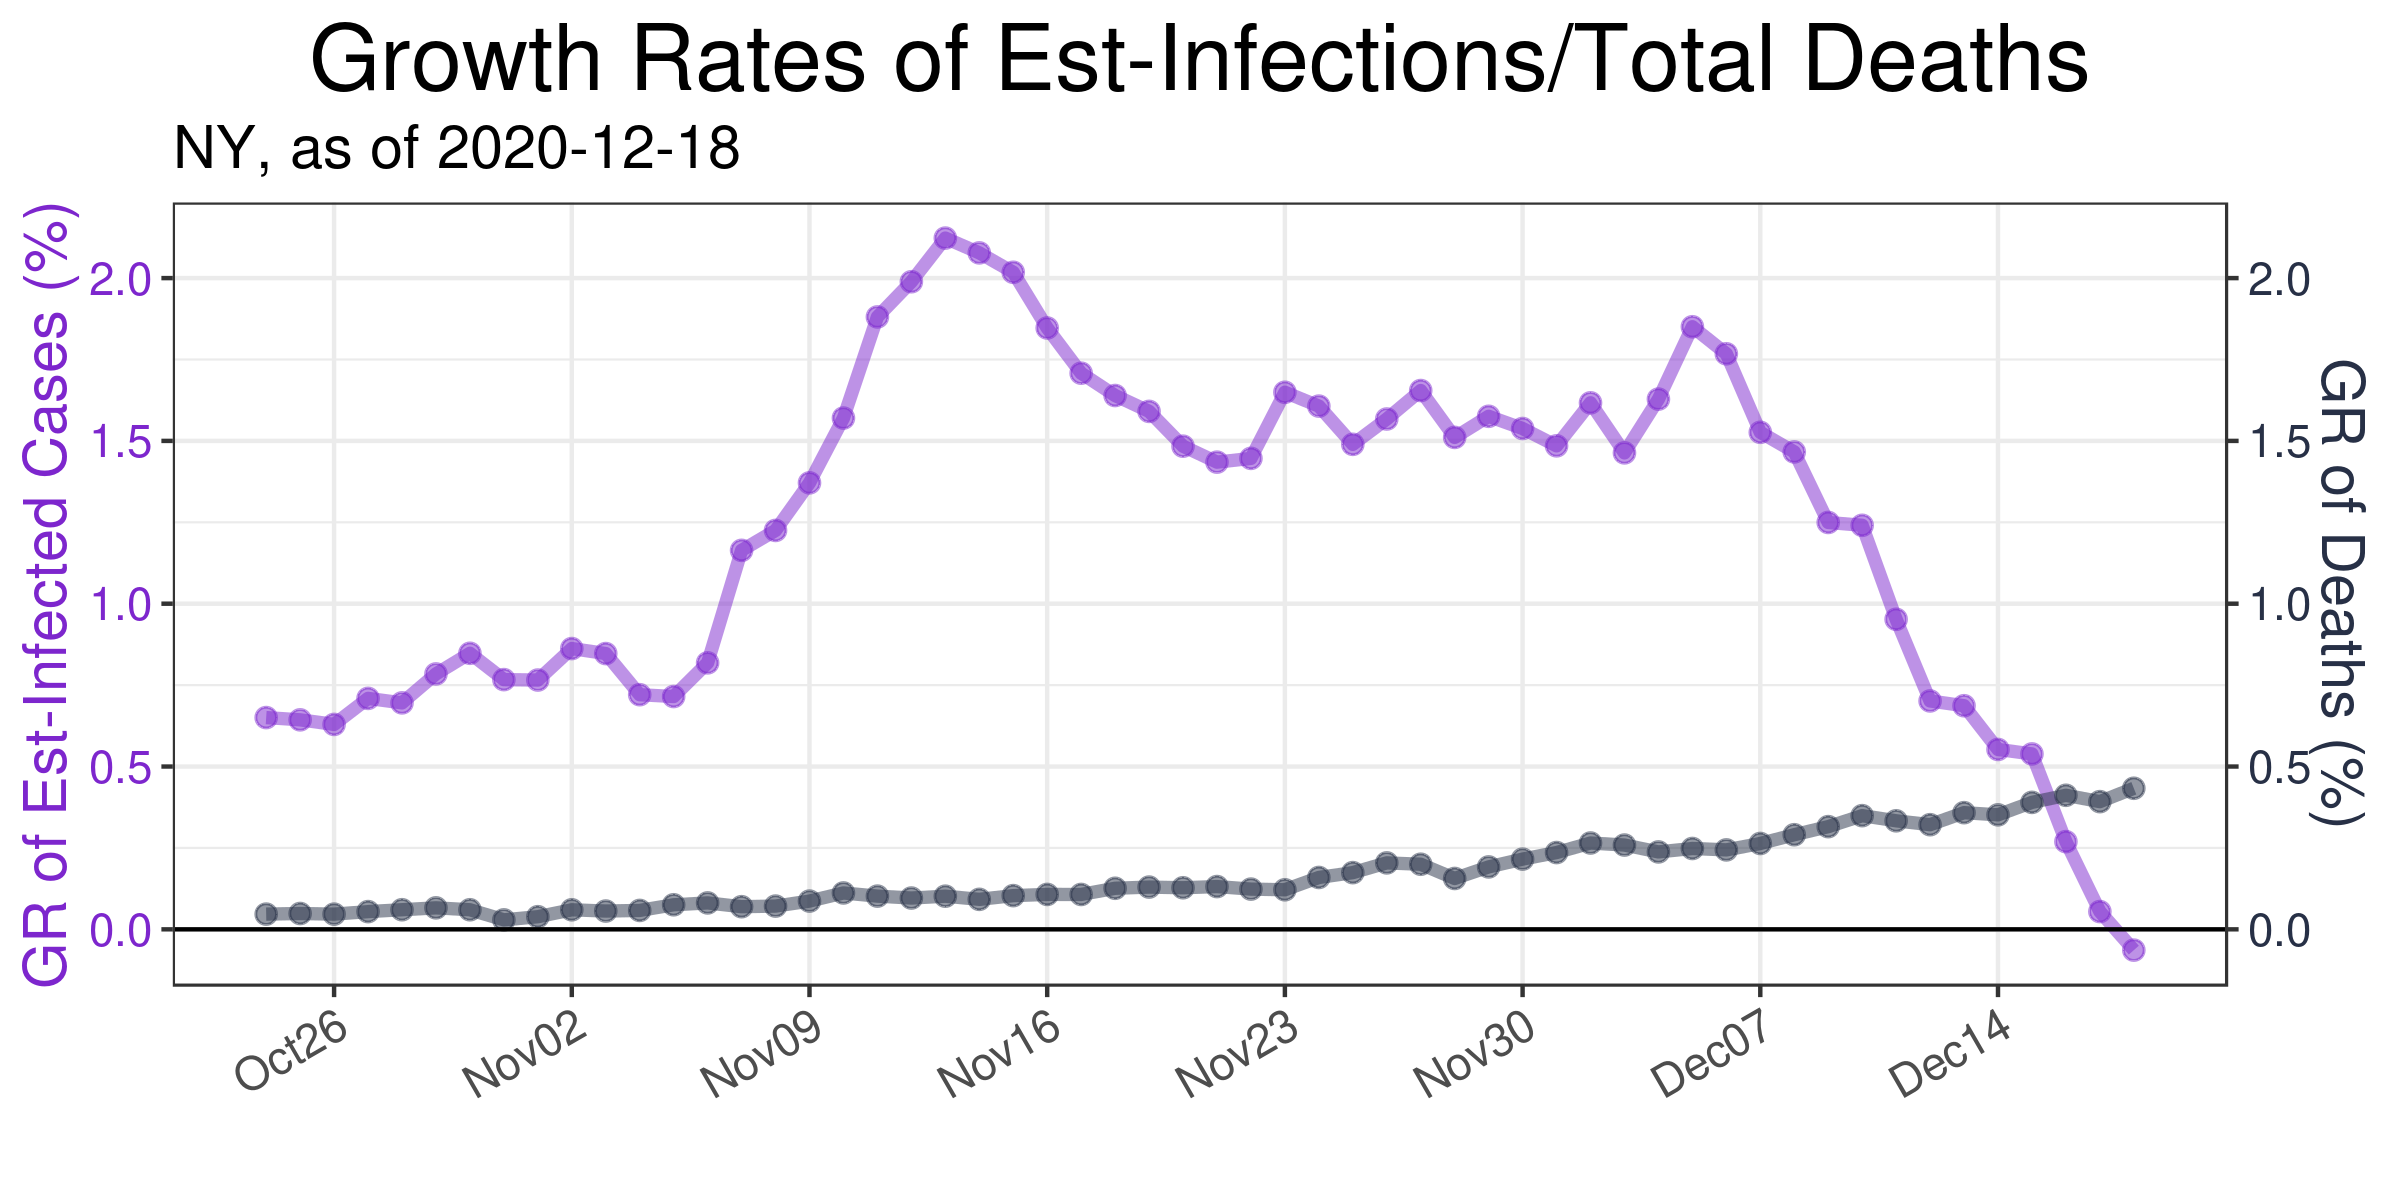 Growth Rates of Est-Infections/Total Deaths
NY, as of 2020-12-18
GR of Est-Infected Cases (%)
2.0
1.5
1.0
0.5
0.0
2.0
1.5
1.0
0.5
0.0
GR of Deaths (%)
Oct26
Nov02
Nov09
Nov16
Nov23
Nov30
Dec07
Dec14